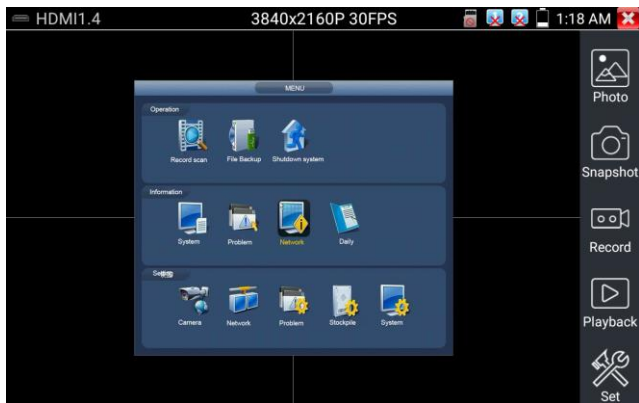 HDMI1.4
3840x2160P 30FPS
1:18 AM
MENU
Operation
Record scan
File Backup
Shutdown system
Information
System
Problem
Network
Daily
Camera
Network
Problem
Stockpile
System
Photo
Snapshot
Record
Playback
Set